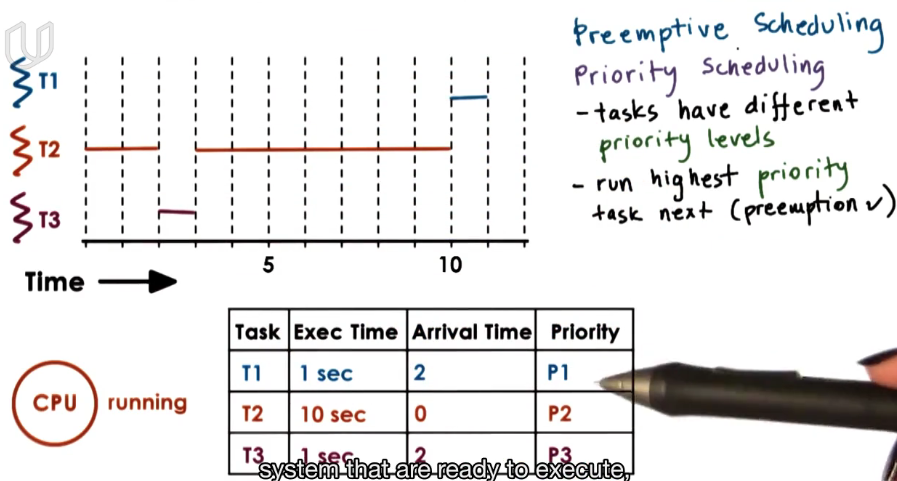 Preemptive Scheduling
Priority Scheduling
- tasks have different
priority levels
- run highest priority
task next (preemption ✓)
T1
T2
T3
5
10
Time
Task Exec Time Arrival Time Priority
T1 1 sec 2 P1
T2 10 sec 0 P2
T3 1 sec 2 P3
CPU running
system that are ready to execute,